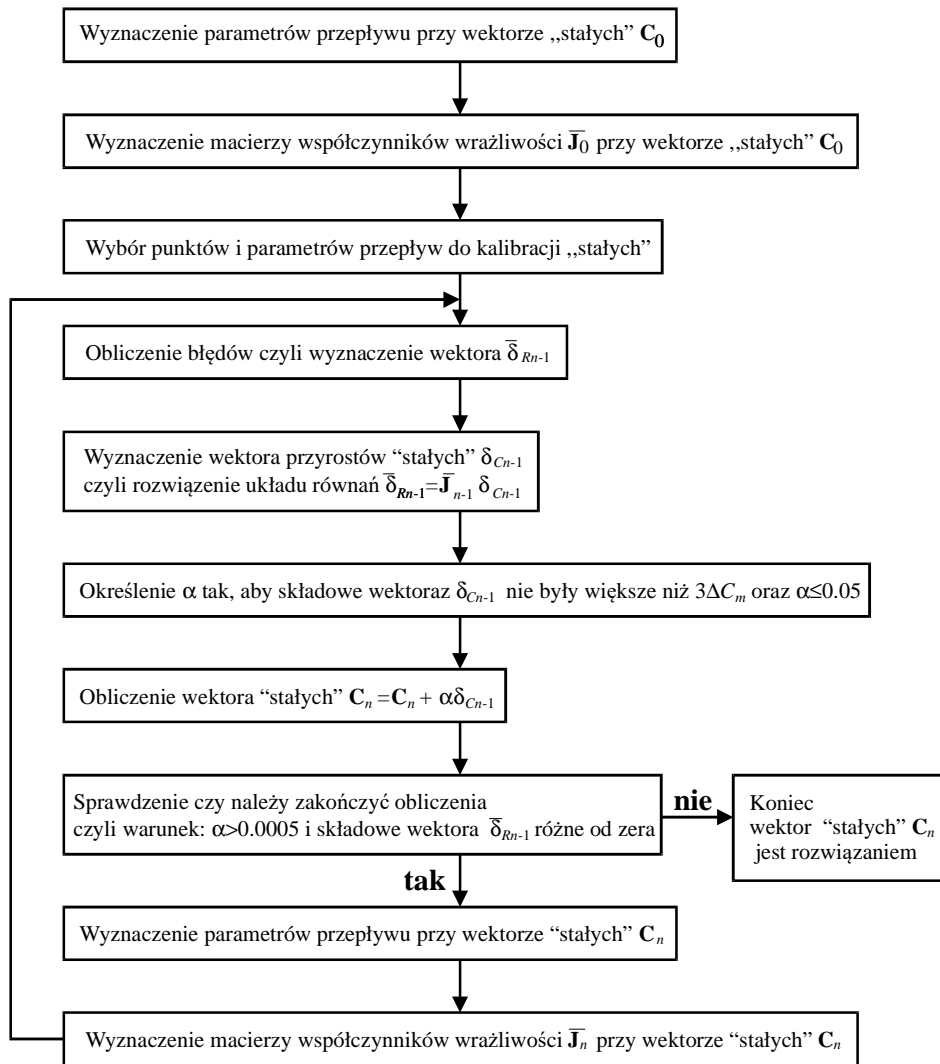 Wyznaczenie parametrów przepływu przy wektorze ,,stałych” C₀
Wyznaczenie macierzy współczynników wrażliwości J̅₀ przy wektorze ,,stałych” C₀
Wybór punktów i parametrów przepływ do kalibracji ,,stałych”
Obliczenie błędów czyli wyznaczenie wektora δ̅ Rn-1
Wyznaczenie wektora przyrostów “stałych” δ Cn-1
czyli rozwiązenie układu równań δ̅ Rn-1=J̅ n-1 δ Cn-1
Określenie α tak, aby składowe wektoraz δ Cn-1 nie były większe niż 3ΔCm oraz α≤0.05
Obliczenie wektora “stałych” Cn =Cn + αδCn-1
Sprawdzenie czy należy zakończyć obliczenia
czyli warunek: α>0.0005 i składowe wektora δ̅ Rn-1 różne od zera
nie
Koniec
wektor “stałych” Cn
jest rozwiązaniem
tak
Wyznaczenie parametrów przepływu przy wektorze “stałych” Cn
Wyznaczenie macierzy współczynników wrażliwości J̅n przy wektorze “stałych” Cn